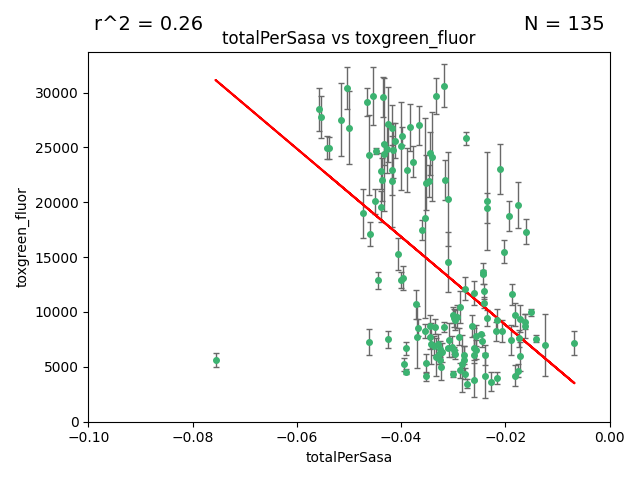 r^2 = 0.26
N = 135
totalPerSasa vs toxgreen_fluor
toxgreen_fluor
30000
25000
20000
15000
10000
5000
0
−0.10
−0.08
−0.06
−0.04
−0.02
0.00
totalPerSasa